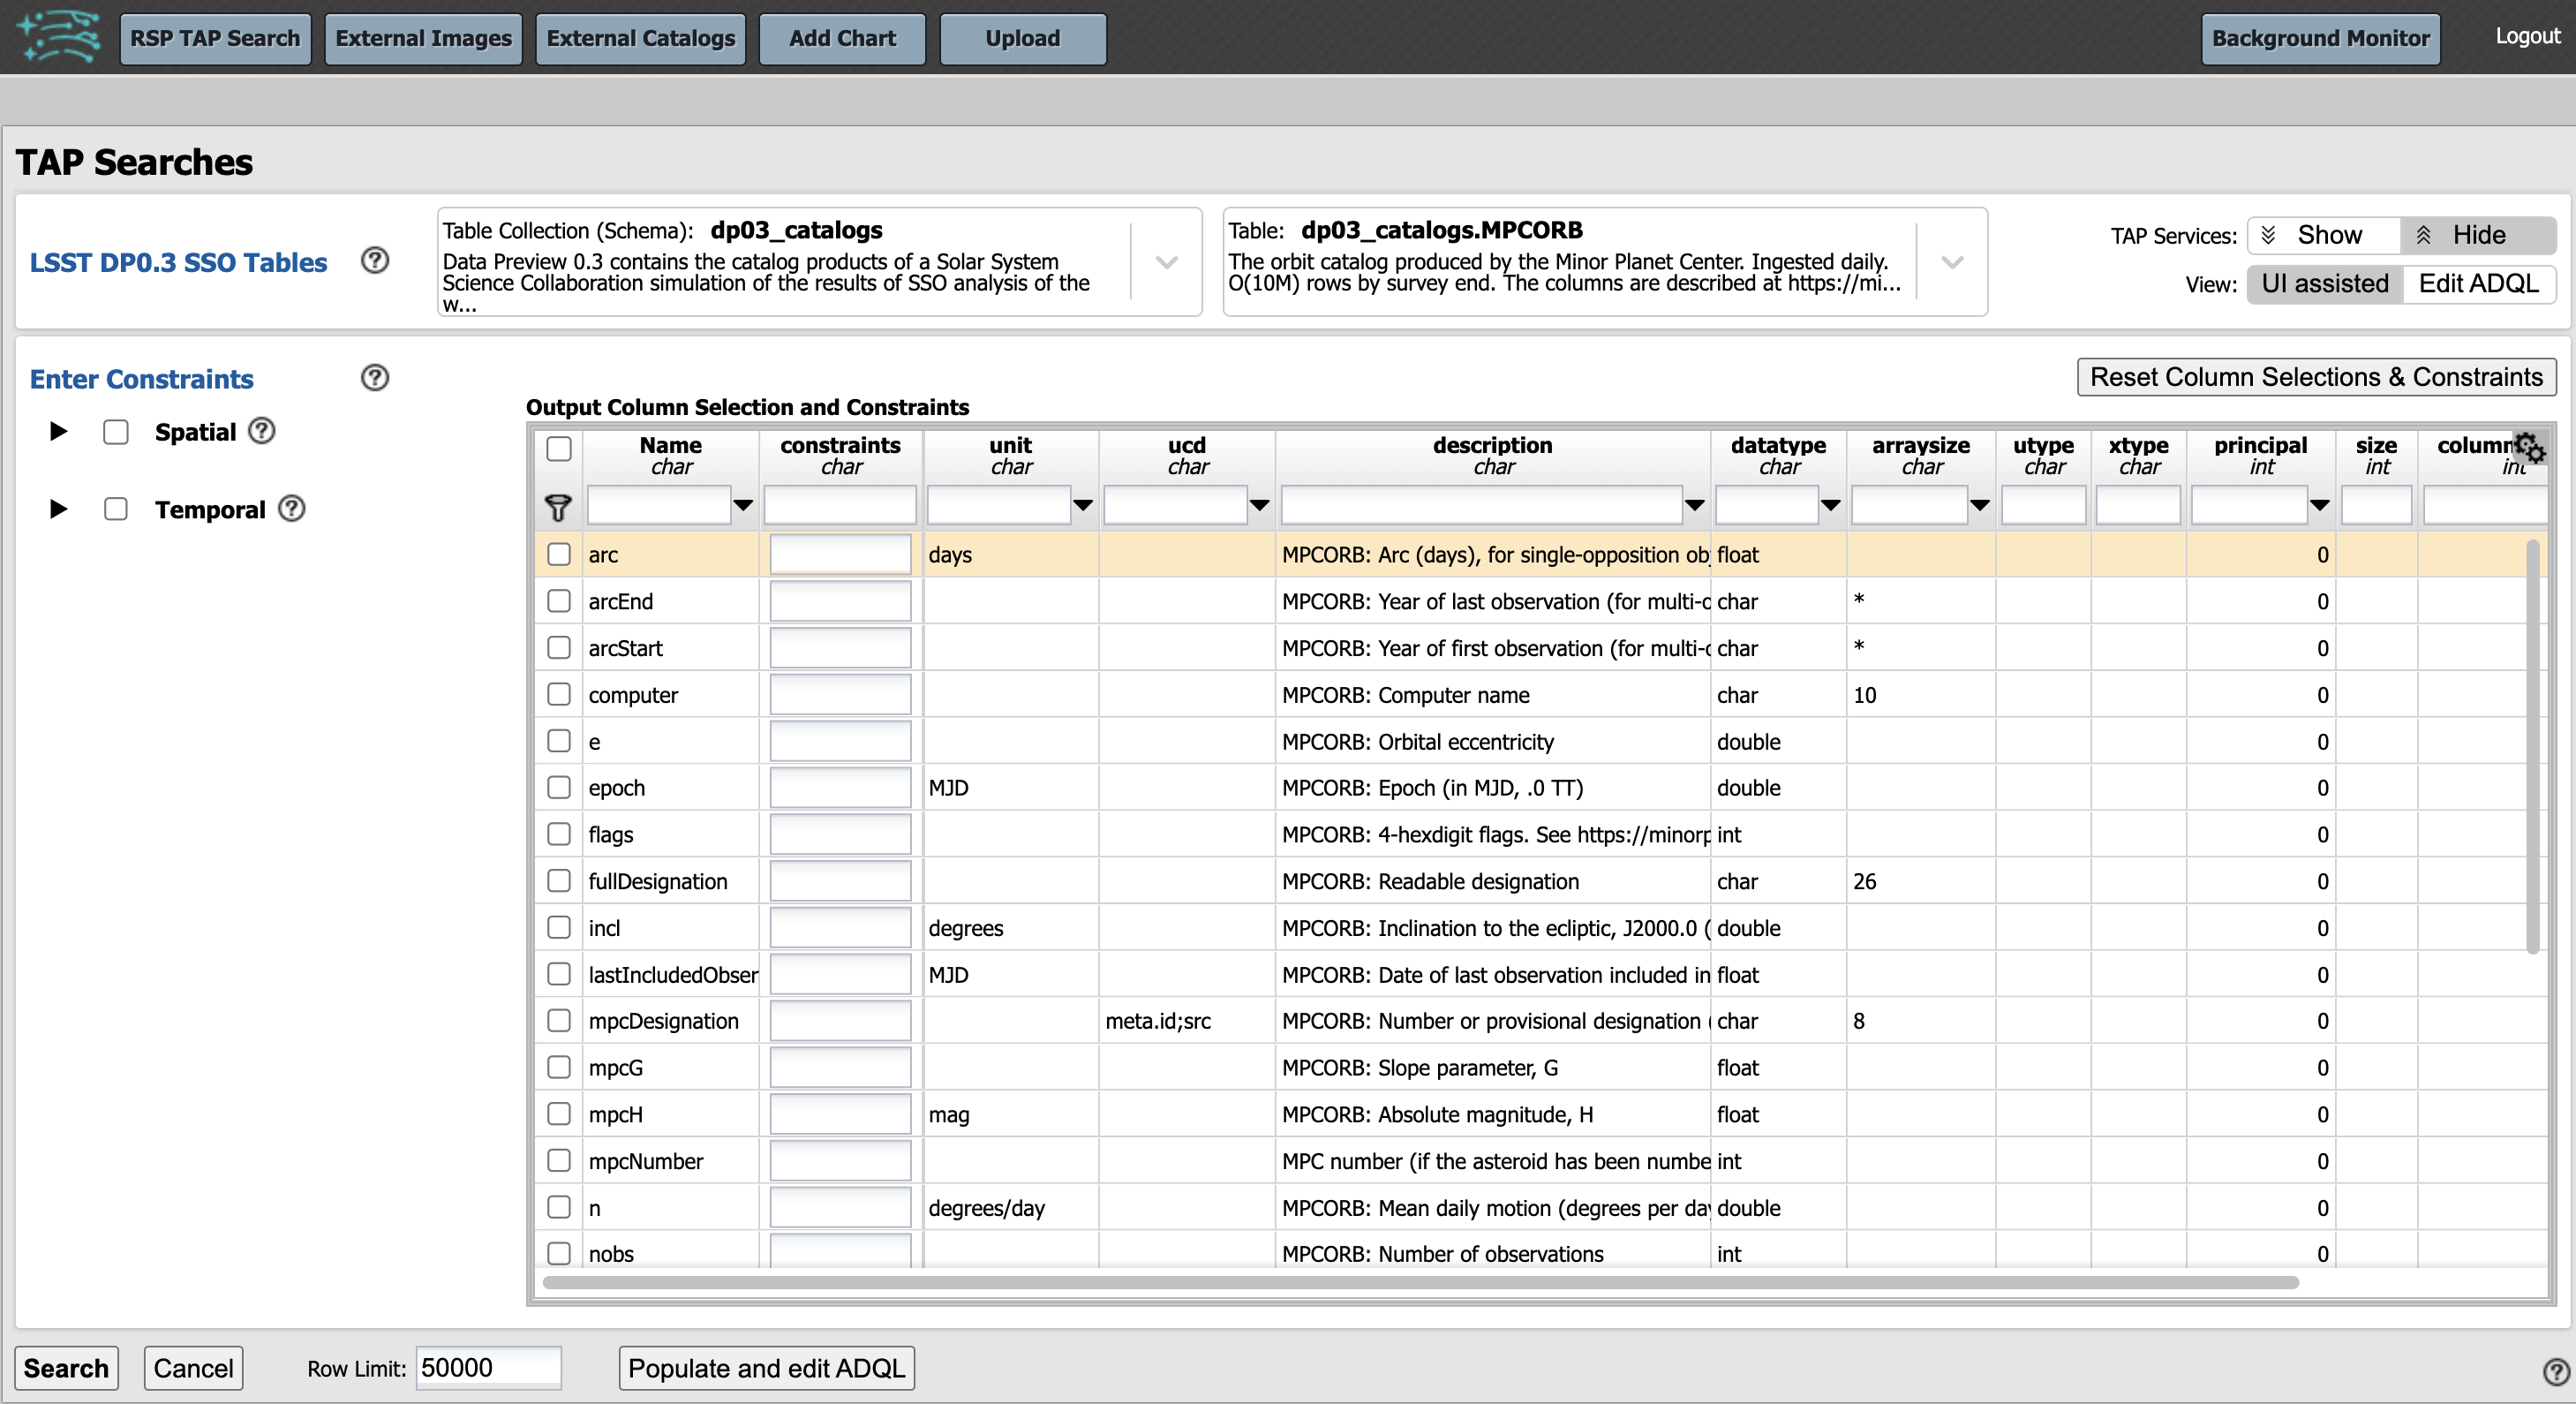 RSP TAP Search External Images External Catalogs Add Chart Upload Background Monitor Logout
TAP Searches
LSST DP0.3 SSO Tables
Table Collection (Schema): dp03_catalogs
Data Preview 0.3 contains the catalog products of a Solar System
Science Collaboration simulation of the results of SSO analysis of the
w...
Table: dp03_catalogs.MPCORB
The orbit catalog produced by the Minor Planet Center. Ingested daily.
O(10M) rows by survey end. The columns are described at https://mi...
TAP Services: Show Hide
View: UI assisted Edit ADQL
Enter Constraints
Reset Column Selections & Constraints
Spatial
Temporal
Output Column Selection and Constraints
Name constraints unit ucd description datatype arraysize utype xtype principal size column
char char char char char char char char char int int int
arc days MPCORB: Arc (days), for single-opposition obj float 0
arcEnd MPCORB: Year of last observation (for multi-o char * 0
arcStart MPCORB: Year of first observation (for multi-o char * 0
computer MPCORB: Computer name char 10 0
e MPCORB: Orbital eccentricity double 0
epoch MJD MPCORB: Epoch (in MJD, .0 TT) double 0
flags MPCORB: 4-hexdigit flags. See https://minorp int 0
fullDesignation MPCORB: Readable designation char 26 0
incl degrees MPCORB: Inclination to the ecliptic, J2000.0 ( double 0
lastIncludedObser MJD MPCORB: Date of last observation included in float 0
mpcDesignation meta.id;src MPCORB: Number or provisional designation ( char 8 0
mpcG MPCORB: Slope parameter, G float 0
mpcH mag MPCORB: Absolute magnitude, H float 0
mpcNumber MPC number (if the asteroid has been numbe int 0
n degrees/day MPCORB: Mean daily motion (degrees per day double 0
nobs MPCORB: Number of observations int 0
Search Cancel Row Limit: 50000 Populate and edit ADQL